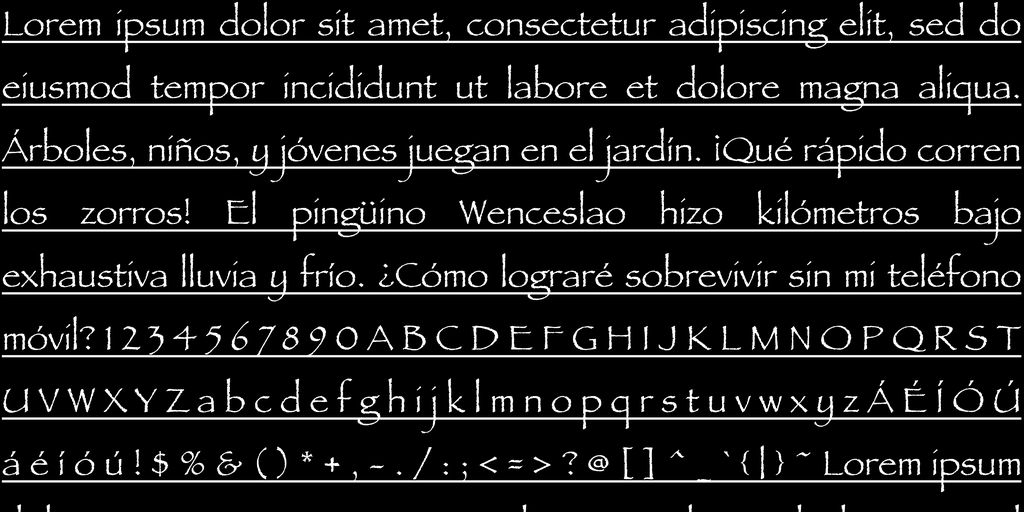 Lorem ipsum dolor sit amet, consectetur adipiscing elit, sed do
eiusmod tempor incididunt ut labore et dolore magna aliqua.
Árboles, niños, y jóvenes juegan en el jardín. ¡Qué rápido corren
los zorros! El pingüino Wenceslao hizo kilómetros bajo
exhaustiva lluvia y frío. ¿Cómo lograré sobrevivir sin mi teléfono
móvil?1 2 3 4 5 6 7 8 9 0 A B C D E F G H I J K L M N O P Q R S T
U V W X Y Z a b c d e f g h i j k l m n o p q r s t u v w x y z Á É Í Ó Ú
á é í ó ú ! $ % & ( ) * + , - . / : ; < = > ? @ [ ] ^ _ ` { | } ~ Lorem ipsum